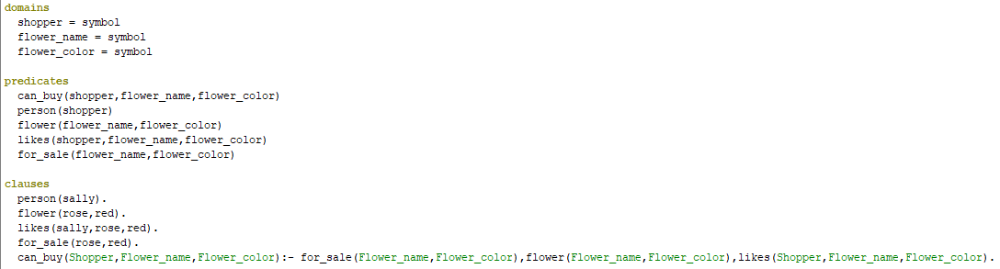 domains
shopper = symbol
flower_name = symbol
flower_color = symbol
predicates
can_buy(shopper,flower_name,flower_color)
person(shopper)
flower(flower_name,flower_color)
likes(shopper,flower_name,flower_color)
for_sale(flower_name,flower_color)
clauses
person(sally).
flower(rose,red).
likes(sally,rose,red).
for_sale(rose,red).
can_buy(Shopper,Flower_name,Flower_color):- for_sale(Flower_name,Flower_color),flower(Flower_name,Flower_color),likes(Shopper,Flower_name,Flower_color).